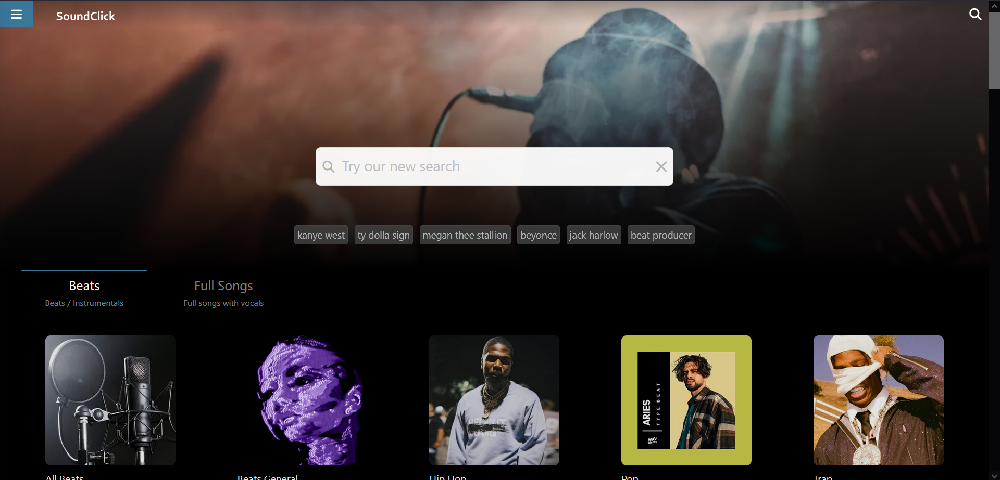 SoundClick
Try our new search
kanye west
ty dolla sign
megan thee stallion
beyonce
jack harlow
beat producer
Beats
Beats / Instrumentals
Full Songs
Full songs with vocals
ARIES
TYPE BEAT
WAV
All Beats
Beats General
Hip Hop
Pop
Trap